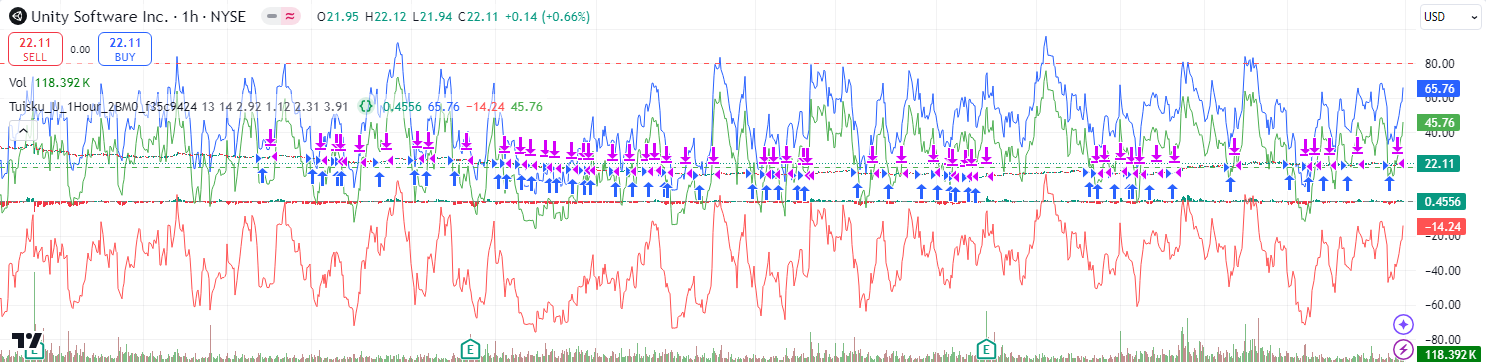 Unity Software Inc. · 1h · NYSE O21.95 H22.12 L21.94 C22.11 +0.14 (+0.66%)
USD
22.11 SELL 0.00 22.11 BUY
Vol 118.392 K
Tuisku_U_1Hour_2BM0_f35c9424 13 14 2.92 1.12 2.31 3.91 {} 0.4556 65.76 −14.24 45.76
80.00
65.76
60.00
45.76
40.00
22.11
0.4556
−14.24
−20.00
−40.00
−60.00
−80.00
E E E
118.392 K